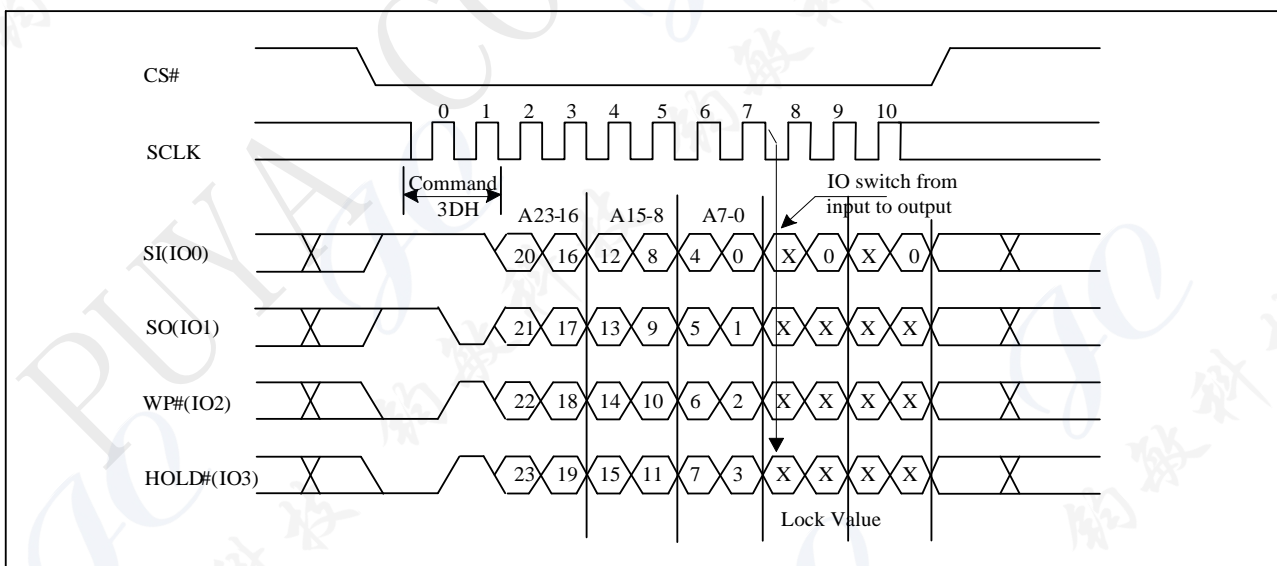 CS#
0 1 2 3 4 5 6 7 8 9 10
SCLK
Command
3DH
IO switch from
input to output
A23-16 A15-8 A7-0
SI(IO0) 20 16 12 8 4 0 X 0 X 0
SO(IO1) 21 17 13 9 5 1 X X X X
WP#(IO2) 22 18 14 10 6 2 X X X X
HOLD#(IO3) 23 19 15 11 7 3 X X X X
Lock Value
PUYA
go